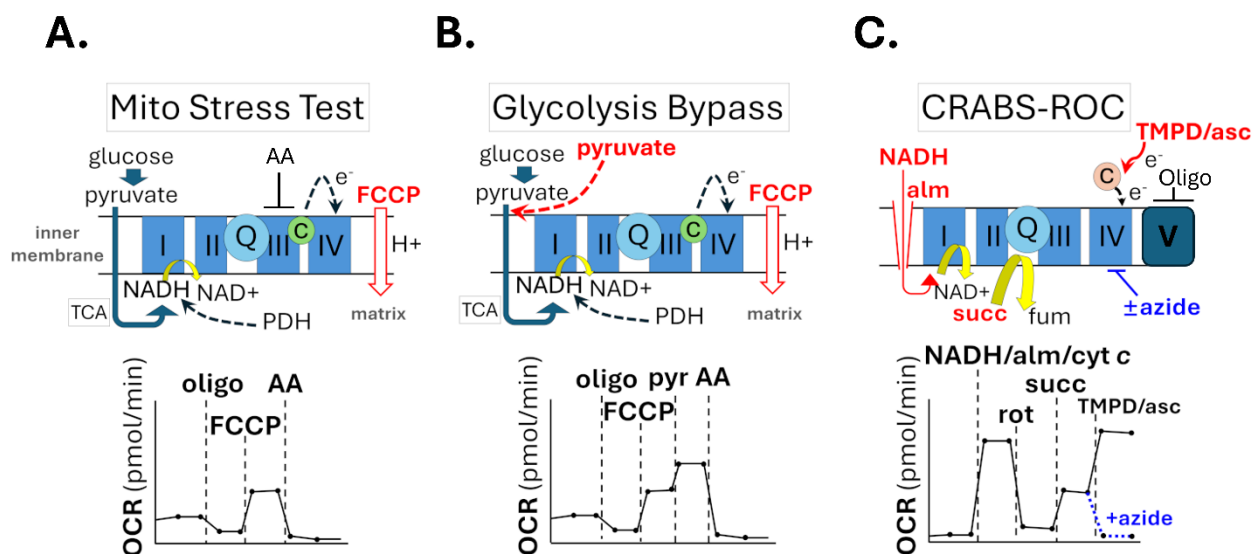 A.
Mito Stress Test
glucose
pyruvate
AA
e-
FCCP
inner
membrane
I
II
Q
III
C
IV
H+
NADH
NAD+
TCA
PDH
matrix
OCR (pmol/min)
oligo
AA
FCCP
B.
Glycolysis Bypass
glucose
pyruvate
pyruvate
e-
FCCP
I
II
Q
III
C
IV
H+
NADH
NAD+
TCA
PDH
matrix
OCR (pmol/min)
oligo
pyr
AA
FCCP
C.
CRABS-ROC
TMPD/asc
NADH
alm
C
e-
e-
Oligo
I
II
Q
III
IV
V
NAD+
succ
fum
±azide
OCR (pmol/min)
NADH/alm/cyt c
succ
rot
TMPD/asc
+azide